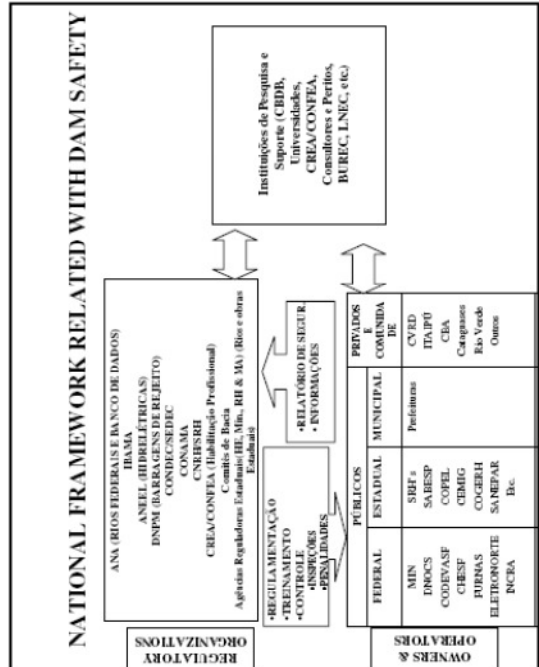 NATIONAL FRAMEWORK RELATED WITH DAM SAFETY
REGULATORY
ORGANIZATIONS
ANA (RIOS FEDERAIS E BANCO DE DADOS)
IBAMA
ANEEL (HIDRELÉTRICAS)
DNPM (BARRAGENS DE REJEITO)
CONDEC/SEDEC
CONAMA
CNRH/SRH
CREA/CONFEA (Habilitação Profissional)
Comitês de Bacia
Agências Reguladoras Estaduais(HE, Min., RH & MA) (Rios e obras
Estaduais)
Instituições de Pesquisa e
Suporte (CBDB,
Universidades,
CREA/CONFEA,
Consultores e Peritos,
BUREC, LNEC, etc.)
•REGULAMENTAÇÃO
•TREINAMENTO
•CONTROLE
•INSPEÇÕES
•PENALIDADES
•RELATÓRIO DE SEGUR.
• INFORMAÇÕES
OWNERS &
OPERATORS
PÚBLICOS
PRIVADOS
E
COMUNIDA
DE
FEDERAL
ESTADUAL
MUNICIPAL
MIN
DNOCS
CODEVASF
CHESF
FURNAS
ELETRONORTE
INCRA
SRH's
SABESP
COPEL
CEMIG
COGERH
SANEPAR
Etc.
Prefeituras
CVRD
ITAIPÚ
CBA
Cataguases
Rio Verde
Outros